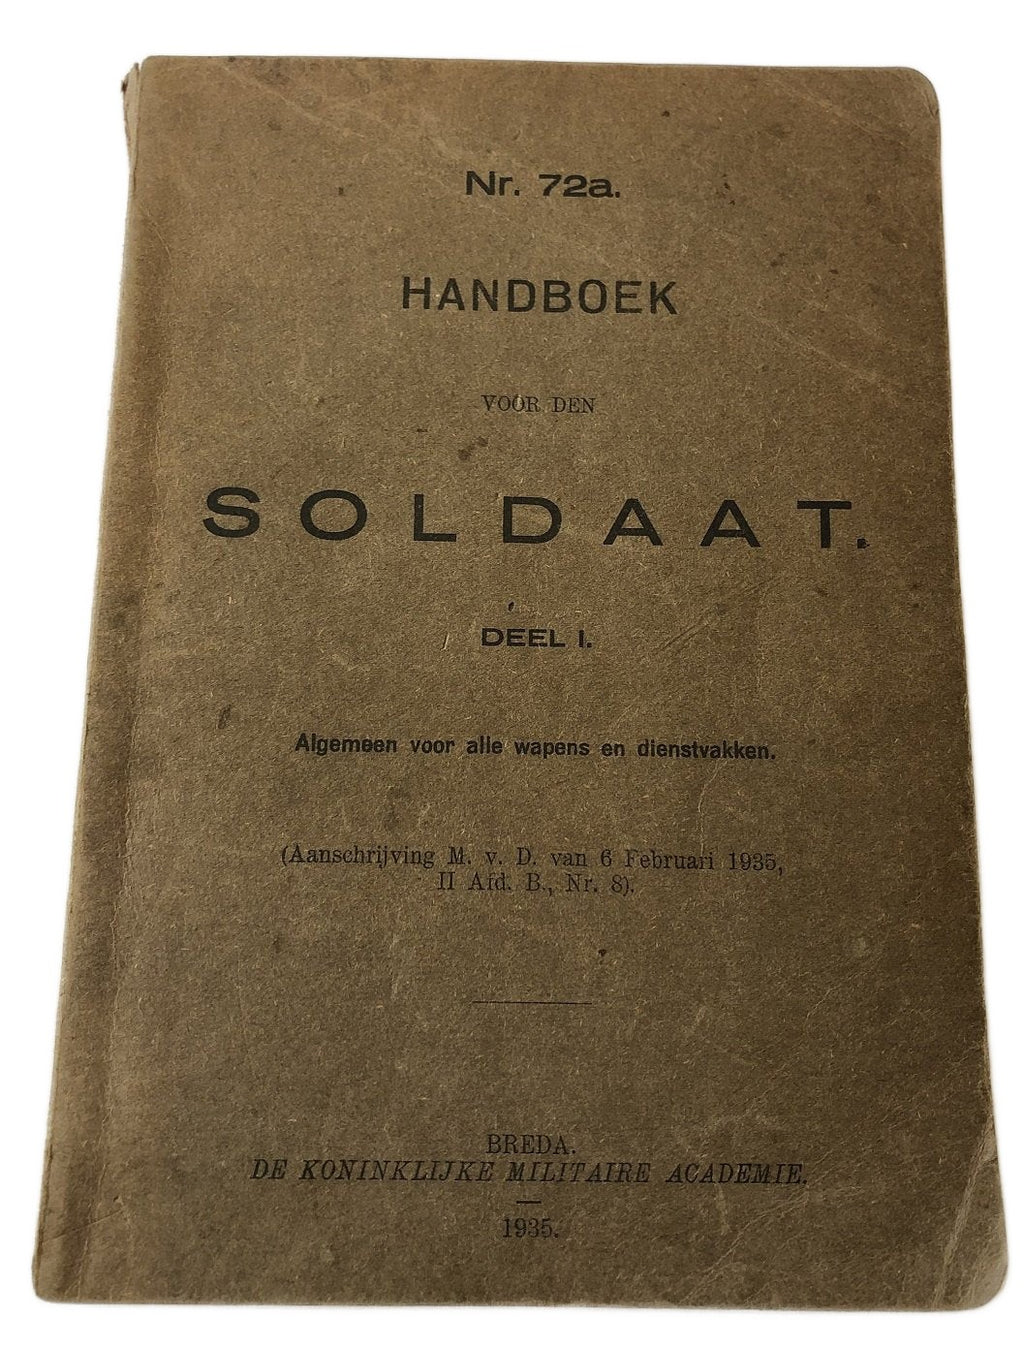 Nr. 72a.
HANDBOEK
VOOR DEN
SOLDAAT.
DEEL I.
Algemeen voor alle wapens en dienstvakken.
(Aanschrijving M. v. D. van 6 Februari 1935,
II Afd. B., Nr. 8).
BREDA.
DE KONINKLIJKE MILITAIRE ACADEMIE.
1935.